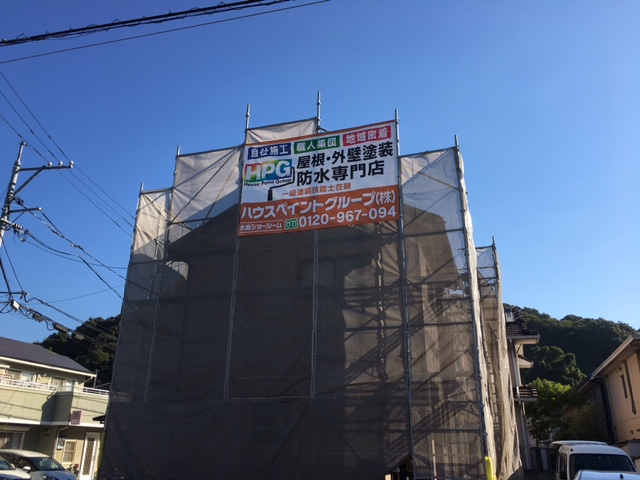 自社施工 職人集団 地域密着
HPG
House Paint Group
屋根・外壁塗装
防水専門店
一級塗装技能士在籍
ハウスペイントグループ(株)
水島ショールーム 0120-967-094